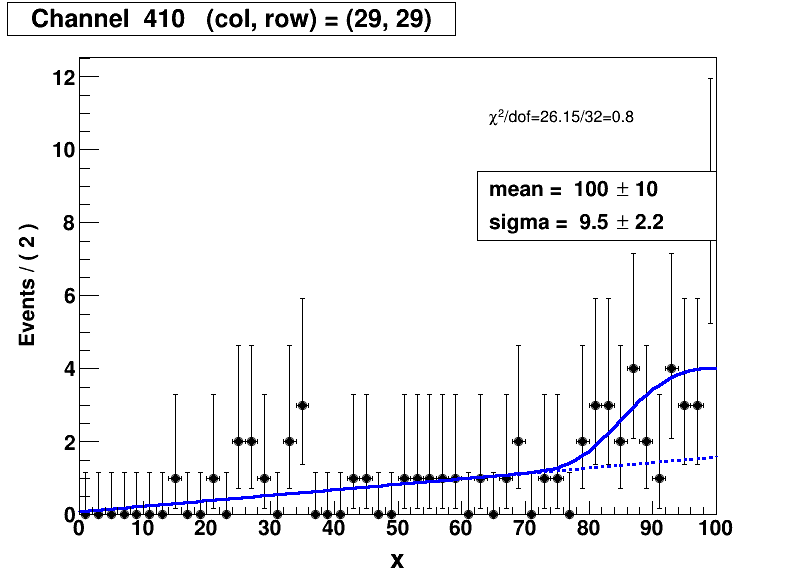 Channel 410 (col, row) = (29, 29)
χ²/dof=26.15/32=0.8
mean = 100 ± 10
sigma = 9.5 ± 2.2
Events / ( 2 )
12
10
8
6
4
2
0
0 10 20 30 40 50 60 70 80 90 100
x